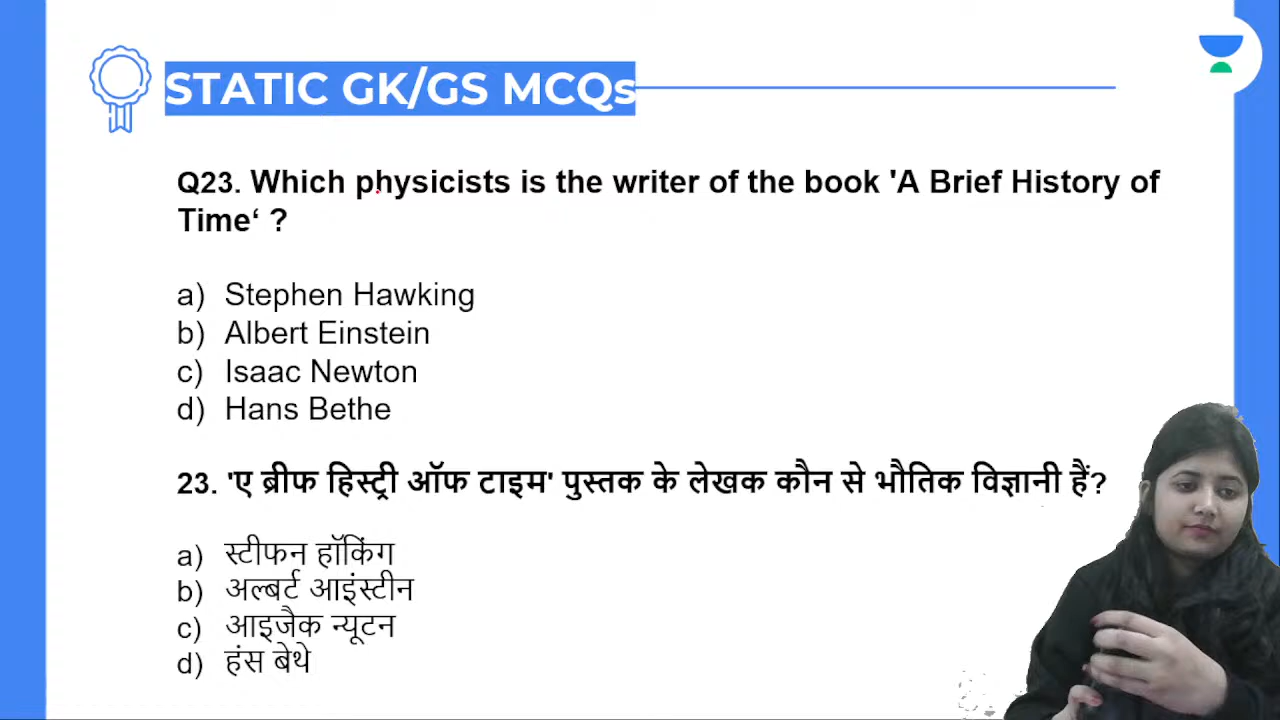 STATIC GK/GS MCQs
Q23. Which physicists is the writer of the book 'A Brief History of
Time‘ ?
a) Stephen Hawking
b) Albert Einstein
c) Isaac Newton
d) Hans Bethe
23. 'ए ब्रीफ हिस्ट्री ऑफ टाइम' पुस्तक के लेखक कौन से भौतिक विज्ञानी हैं?
a) स्टीफन हॉकिंग
b) अल्बर्ट आइंस्टीन
c) आइजैक न्यूटन
d) हंस बेथे